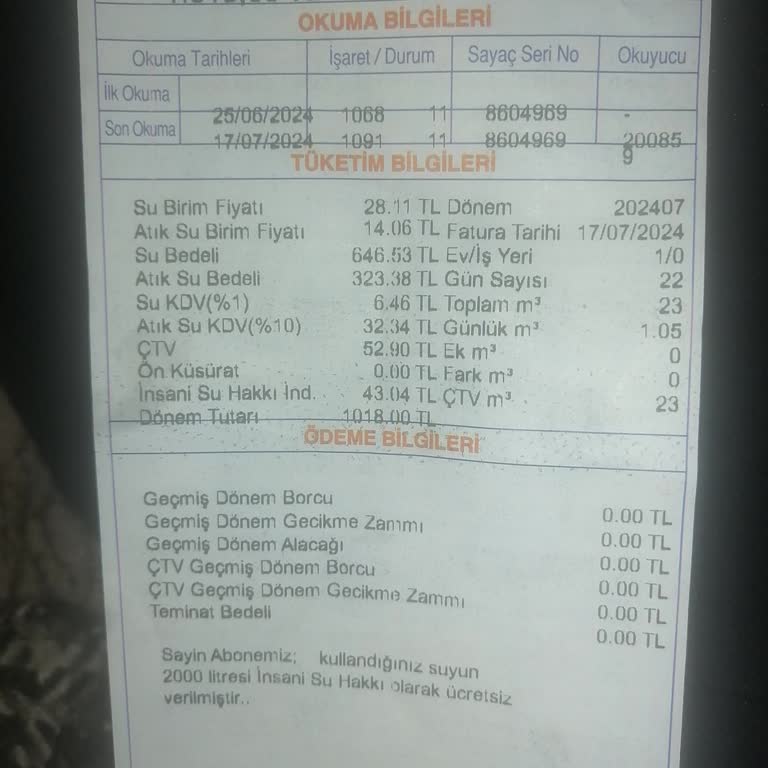 OKUMA BİLGİLERİ
Okuma Tarihleri İşaret / Durum Sayaç Seri No Okuyucu
İlk Okuma 25/06/2024 1068 11 8604969 -
Son Okuma 17/07/2024 1091 11 8604969 20085
9
TÜKETİM BİLGİLERİ
Su Birim Fiyatı 28.11 TL Dönem 202407
Atık Su Birim Fiyatı 14.06 TL Fatura Tarihi 17/07/2024
Su Bedeli 646.53 TL Ev/İş Yeri 1/0
Atık Su Bedeli 323.38 TL Gün Sayısı 22
Su KDV(%1) 6.46 TL Toplam m³ 23
Atık Su KDV(%10) 32.34 TL Günlük m³ 1.05
ÇTV 52.90 TL Ek m³ 0
Ön Küsürat 0.00 TL Fark m³ 0
İnsani Su Hakkı İnd. 43.04 TL ÇTV m³ 23
Dönem Tutarı 1018.00 TL
ÖDEME BİLGİLERİ
Geçmiş Dönem Borcu 0.00 TL
Geçmiş Dönem Gecikme Zammı 0.00 TL
Geçmiş Dönem Alacağı 0.00 TL
ÇTV Geçmiş Dönem Borcu 0.00 TL
ÇTV Geçmiş Dönem Gecikme Zammı 0.00 TL
Teminat Bedeli 0.00 TL
Sayin Abonemiz; kullandığınız suyun
2000 litresi İnsani Su Hakkı olarak ücretsiz
verilmiştir..